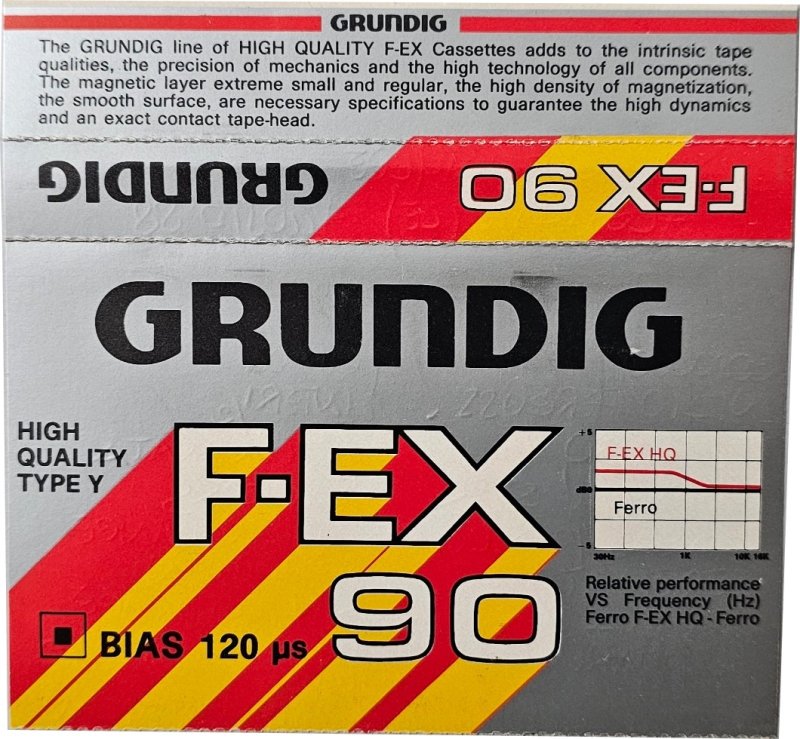 GRUNDIG
The GRUNDIG line of HIGH QUALITY F-EX Cassettes adds to the intrinsic tape
qualities, the precision of mechanics and the high technology of all components.
The magnetic layer extreme small and regular, the high density of magnetization,
the smooth surface, are necessary specifications to guarantee the high dynamics
and an exact contact tape-head.
F-EX 90 GRUNDIG
GRUNDIG
HIGH
QUALITY
TYPE Y
F-EX
90
BIAS 120 µs
+5
F-EX HQ
dB0
Ferro
-5
30Hz 1K 10K 16K
Relative performance
VS Frequency (Hz)
Ferro F-EX HQ - Ferro